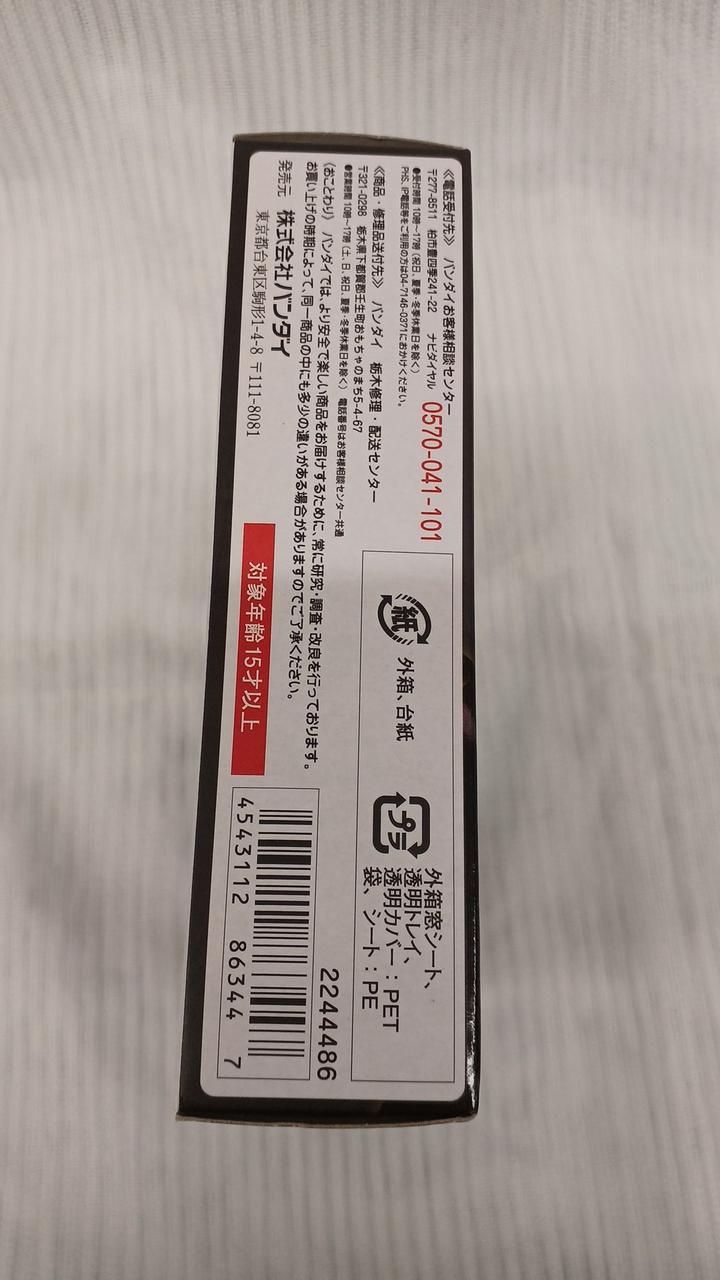 ≪電話受付先≫ バンダイお客様相談センター
〒277-8511 柏市豊四季241-22 ナビダイヤル 0570-041-101
●受付時間 10時~17時(祝日、夏季・冬季休業日を除く)
PHS、IP電話等をご利用の方は04-7146-0371におかけください。
≪商品・修理品送付先≫ バンダイ 栃木修理・配送センター
〒321-0298 栃木県下都賀郡壬生町おもちゃのまち5-4-67
●営業時間 10時~17時(土、日、祝日、夏季・冬季休業日を除く) 電話番号はお客様相談センター共通
《おことわり》 バンダイでは、より安全で楽しい商品をお届けするために、常に研究・調査・改良を行っております。
お買い上げの時期によって、同一商品の中にも多少の違いがある場合がありますのでご了承ください。
発売元 株式会社バンダイ
東京都台東区駒形1-4-8 〒111-8081
対象年齢15才以上
紙
外箱、台紙
プラ
外箱窓シート、
透明トレイ、
透明カバー:PET
袋、シート:PE
2244486
4543112 863447